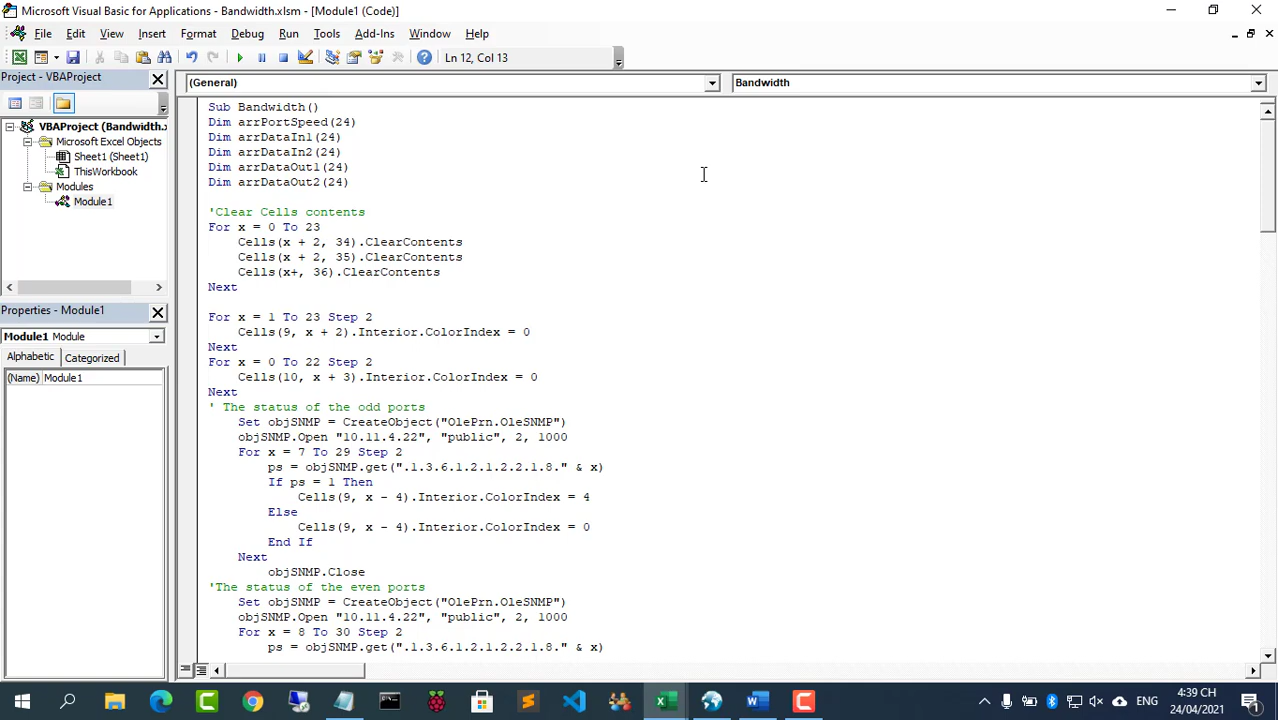 Microsoft Visual Basic for Applications - Bandwidth.xlsm - [Module1 (Code)]
File Edit View Insert Format Debug Run Tools Add-Ins Window Help
Ln 12, Col 13
Project - VBAProject
(General)
Bandwidth
VBAProject (Bandwidth.x
Microsoft Excel Objects
Sheet1 (Sheet1)
ThisWorkbook
Modules
Module1
Properties - Module1
Module1 Module
Alphabetic Categorized
(Name) Module1
Sub Bandwidth()
Dim arrPortSpeed(24)
Dim arrDataIn1(24)
Dim arrDataIn2(24)
Dim arrDataOut1(24)
Dim arrDataOut2(24)
'Clear Cells contents
For x = 0 To 23
Cells(x + 2, 34).ClearContents
Cells(x + 2, 35).ClearContents
Cells(x+, 36).ClearContents
Next
For x = 1 To 23 Step 2
Cells(9, x + 2).Interior.ColorIndex = 0
Next
For x = 0 To 22 Step 2
Cells(10, x + 3).Interior.ColorIndex = 0
Next
' The status of the odd ports
Set objSNMP = CreateObject("OlePrn.OleSNMP")
objSNMP.Open "10.11.4.22", "public", 2, 1000
For x = 7 To 29 Step 2
ps = objSNMP.get(".1.3.6.1.2.1.2.2.1.8." & x)
If ps = 1 Then
Cells(9, x - 4).Interior.ColorIndex = 4
Else
Cells(9, x - 4).Interior.ColorIndex = 0
End If
Next
objSNMP.Close
'The status of the even ports
Set objSNMP = CreateObject("OlePrn.OleSNMP")
objSNMP.Open "10.11.4.22", "public", 2, 1000
For x = 8 To 30 Step 2
ps = objSNMP.get(".1.3.6.1.2.1.2.2.1.8." & x)
ENG
4:39 CH
24/04/2021